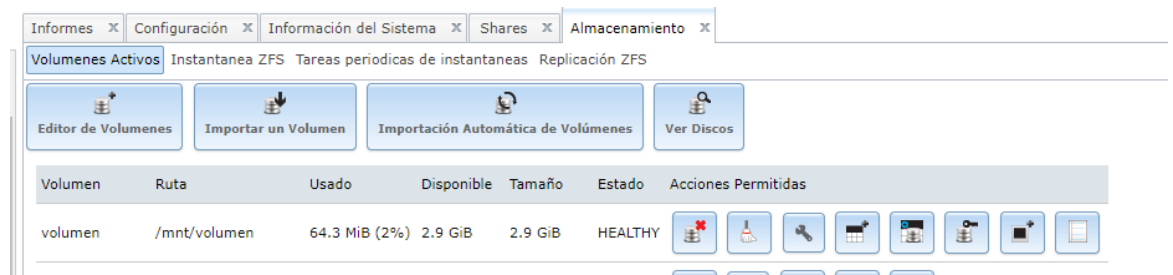 Informes X Configuración X Información del Sistema X Shares X Almacenamiento X
Volumenes Activos Instantanea ZFS Tareas periodicas de instantaneas Replicación ZFS
Editor de Volumenes Importar un Volumen Importación Automática de Volúmenes Ver Discos
Volumen Ruta Usado Disponible Tamaño Estado Acciones Permitidas
volumen /mnt/volumen 64.3 MiB (2%) 2.9 GiB 2.9 GiB HEALTHY